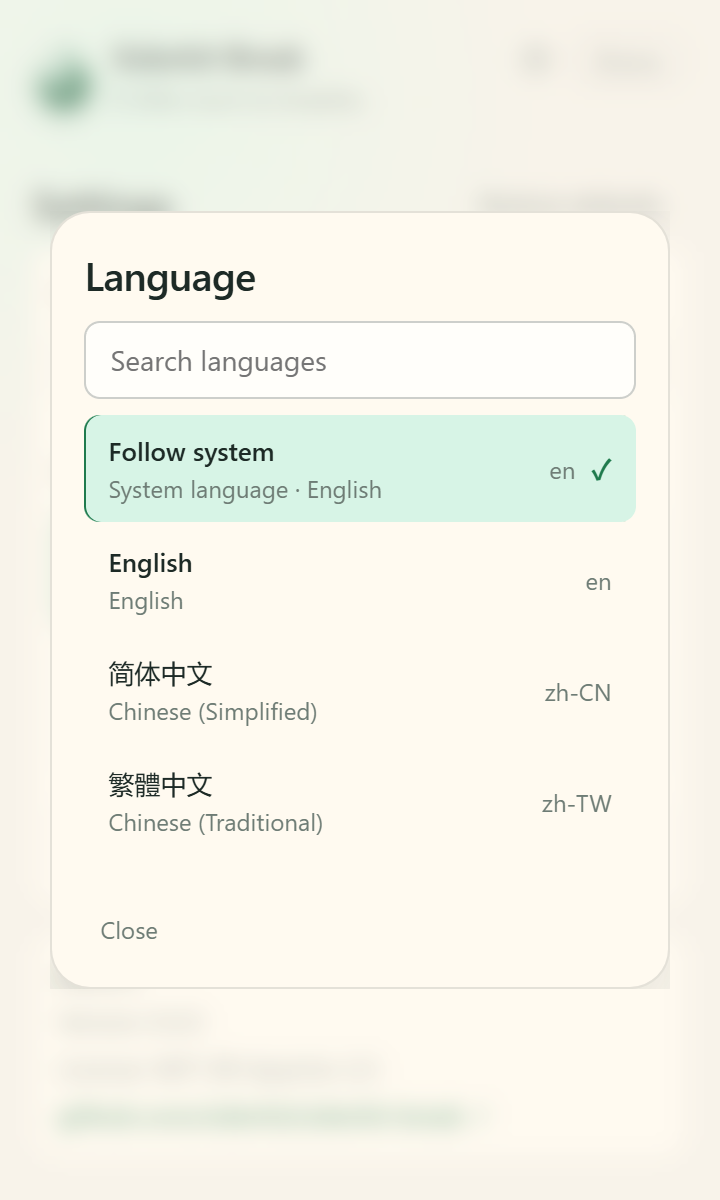 Language
Search languages
Follow system
System language · English
en ✓
English
English
en
简体中文
Chinese (Simplified)
zh-CN
繁體中文
Chinese (Traditional)
zh-TW
Close